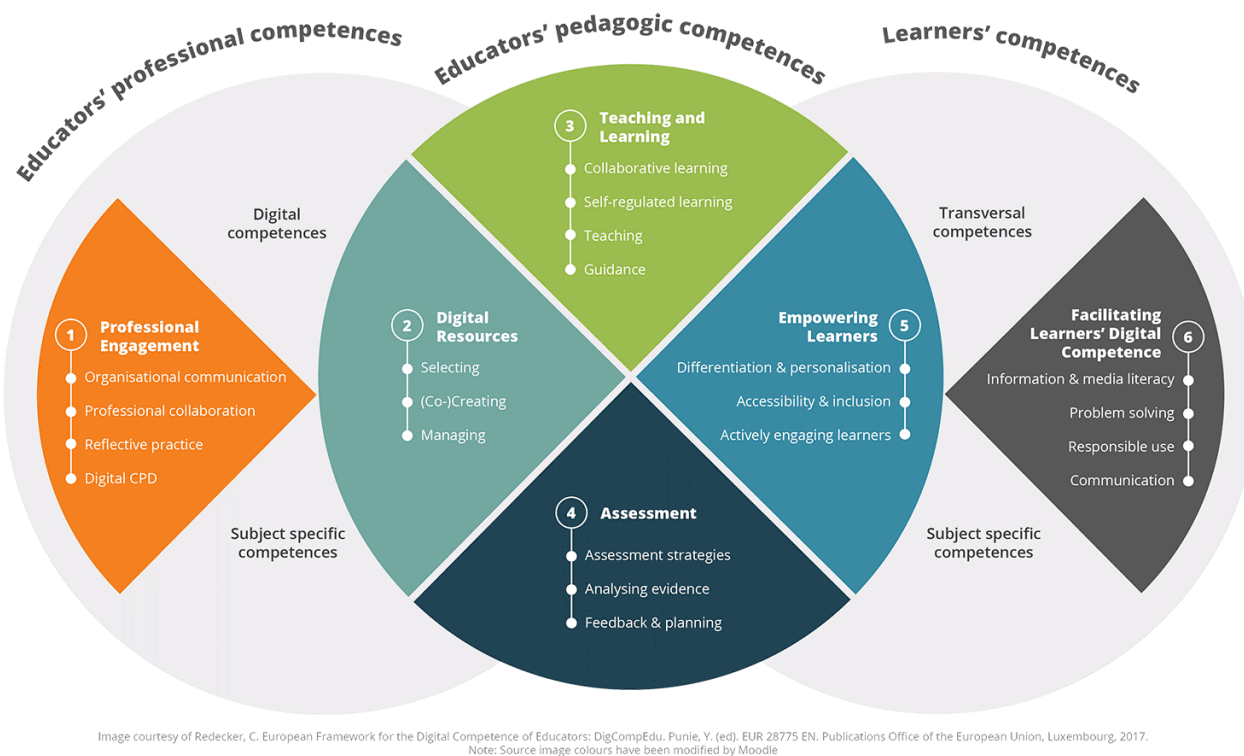 Educators’ professional competences
Educators’ pedagogic competences
Learners’ competences
Digital
competences
Subject specific
competences
1
Professional
Engagement
Organisational communication
Professional collaboration
Reflective practice
Digital CPD
2
Digital
Resources
Selecting
(Co-)Creating
Managing
3
Teaching and
Learning
Collaborative learning
Self-regulated learning
Teaching
Guidance
4
Assessment
Assessment strategies
Analysing evidence
Feedback & planning
Empowering
Learners
5
Differentiation & personalisation
Accessibility & inclusion
Actively engaging learners
Transversal
competences
Subject specific
competences
Facilitating
Learners’ Digital
Competence
6
Information & media literacy
Problem solving
Responsible use
Communication
Image courtesy of Redecker, C. European Framework for the Digital Competence of Educators: DigCompEdu. Punie, Y. (ed). EUR 28775 EN. Publications Office of the European Union, Luxembourg, 2017.
Note: Source image colours have been modified by Moodle